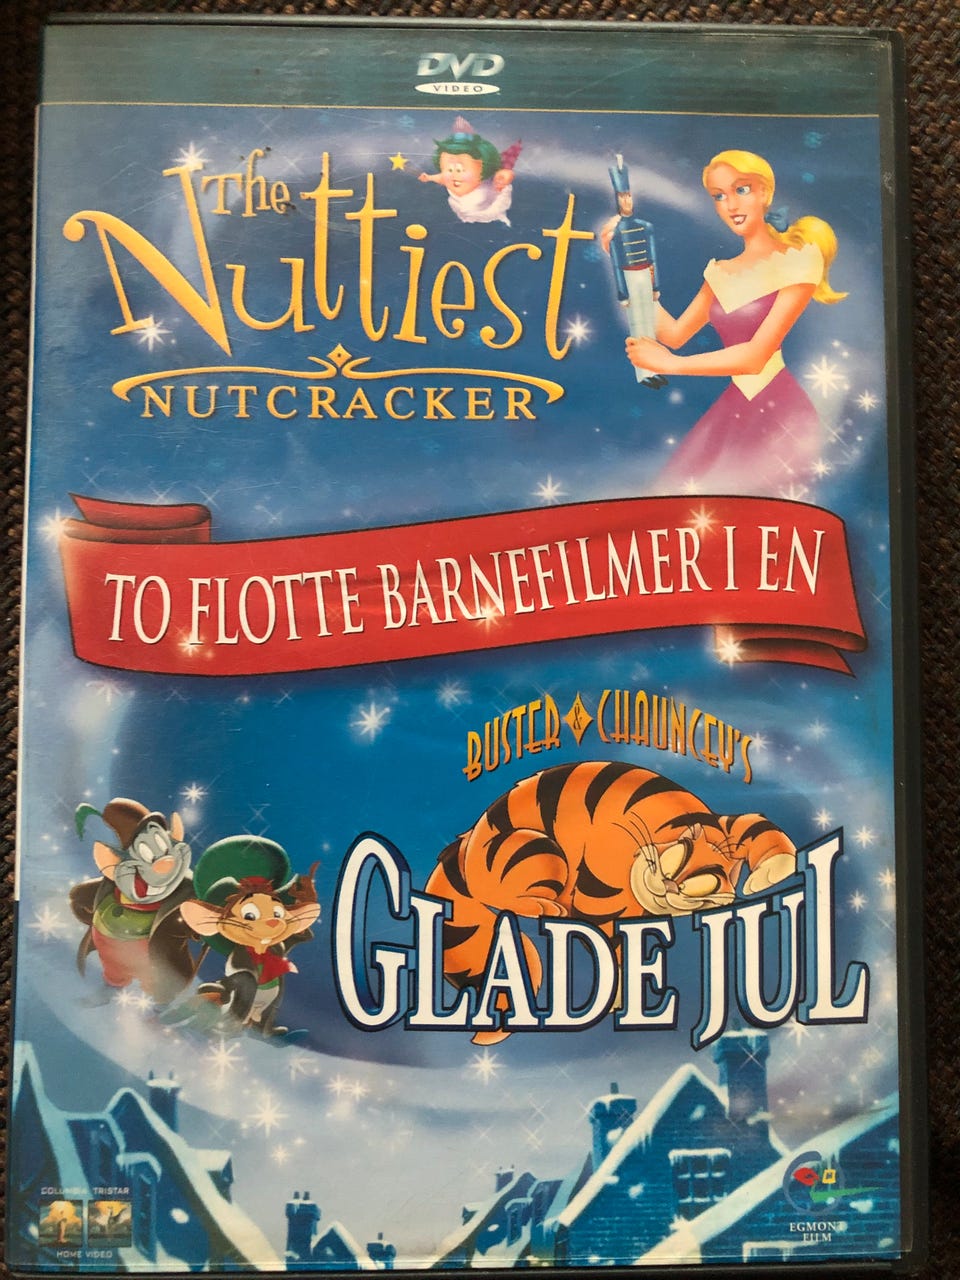 DVD
VIDEO
The
Nuttiest
NUTCRACKER
TO FLOTTE BARNEFILMER I EN
BUSTER & CHAUNCEY'S
GLADE JUL
COLUMBIA TRISTAR
HOME VIDEO
EGMONT
FILM